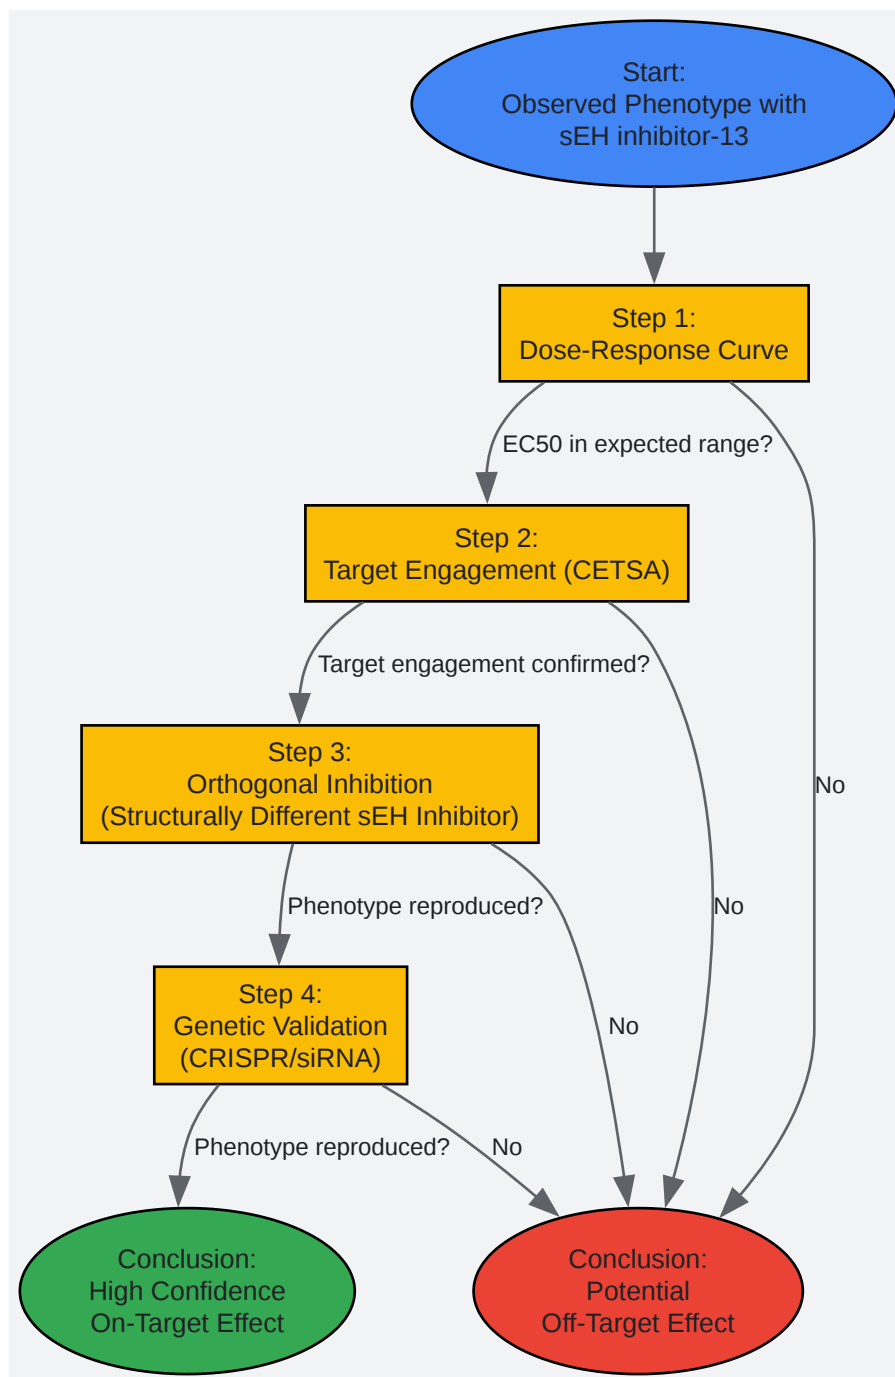 Start:
Observed Phenotype with
sEH inhibitor-13
Step 1:
Dose-Response Curve
EC50 in expected range?
Step 2:
Target Engagement (CETSA)
Target engagement confirmed?
Step 3:
Orthogonal Inhibition
(Structurally Different sEH Inhibitor)
No
Phenotype reproduced?
No
Step 4:
Genetic Validation
(CRISPR/siRNA)
No
Phenotype reproduced?
No
Conclusion:
High Confidence
On-Target Effect
Conclusion:
Potential
Off-Target Effect